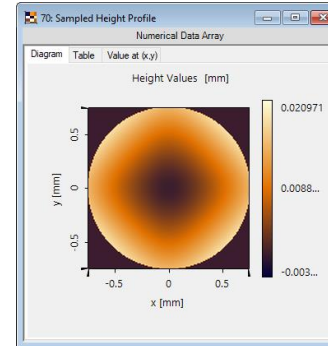 70: Sampled Height Profile
Numerical Data Array
Diagram Table Value at (x,y)
Height Values [mm]
0.020971
0.5
y [mm]
0
0.0088...
-0.5
-0.003...
-0.5 0 0.5
x [mm]